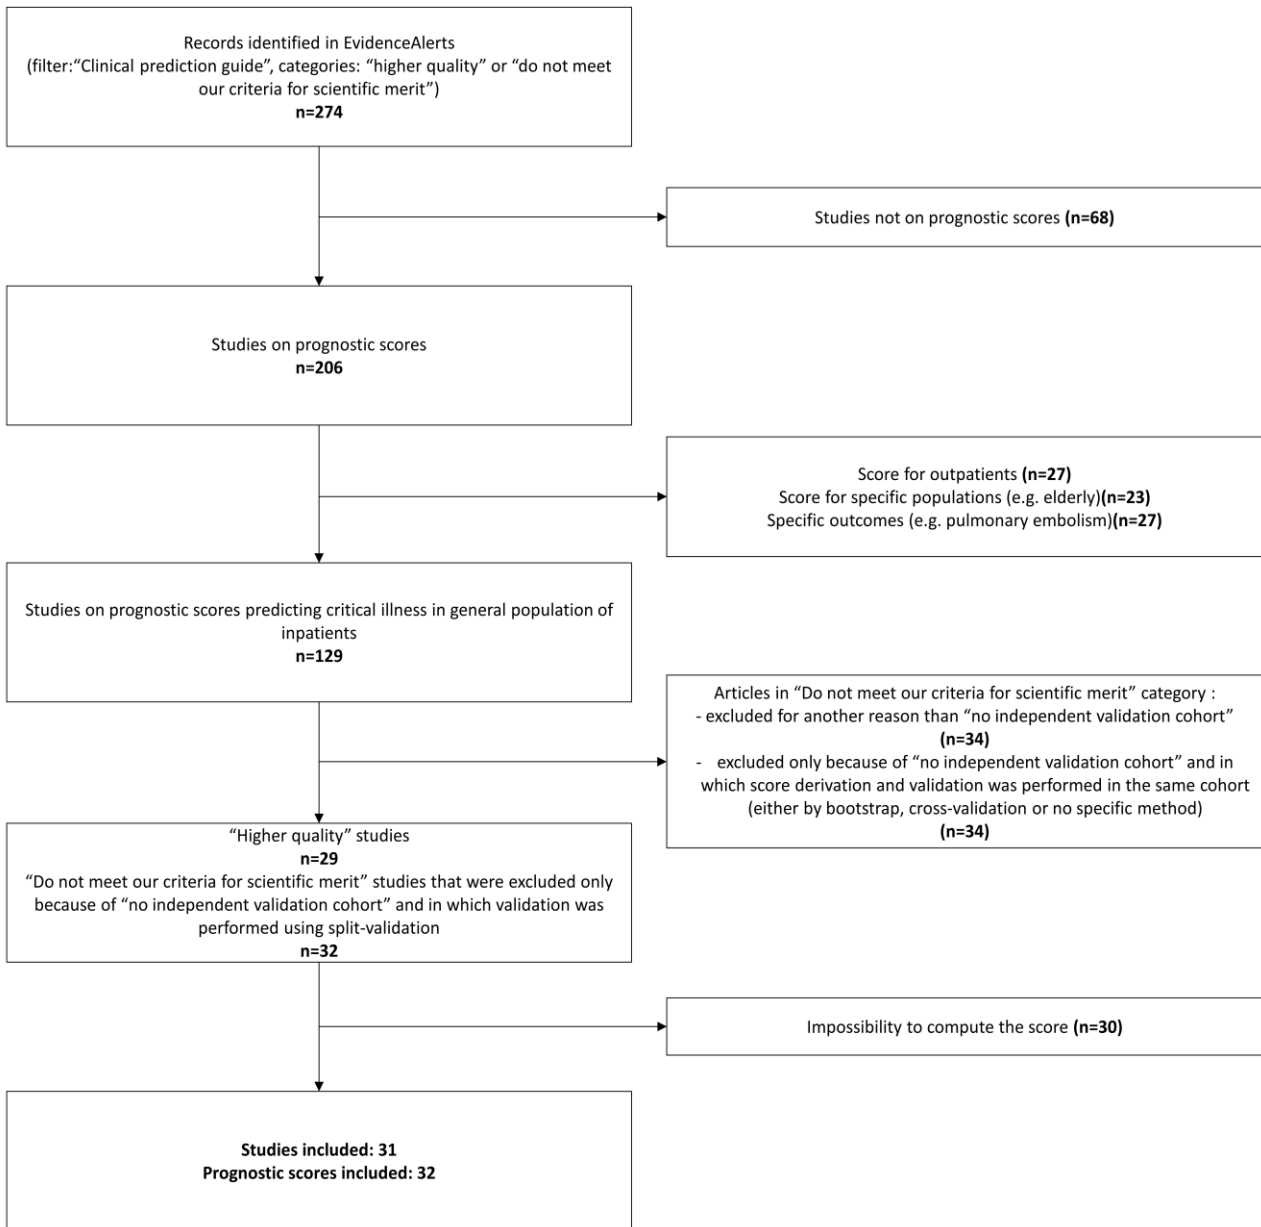 Records identified in EvidenceAlerts
(filter:“Clinical prediction guide”, categories: “higher quality” or “do not meet
our criteria for scientific merit”)
n=274
Studies not on prognostic scores (n=68)
Studies on prognostic scores
n=206
Score for outpatients (n=27)
Score for specific populations (e.g. elderly)(n=23)
Specific outcomes (e.g. pulmonary embolism)(n=27)
Studies on prognostic scores predicting critical illness in general population of
inpatients
n=129
Articles in “Do not meet our criteria for scientific merit” category :
- excluded for another reason than “no independent validation cohort”
(n=34)
- excluded only because of “no independent validation cohort” and in
which score derivation and validation was performed in the same cohort
(either by bootstrap, cross-validation or no specific method)
(n=34)
“Higher quality” studies
n=29
“Do not meet our criteria for scientific merit” studies that were excluded only
because of “no independent validation cohort” and in which validation was
performed using split-validation
n=32
Impossibility to compute the score (n=30)
Studies included: 31
Prognostic scores included: 32